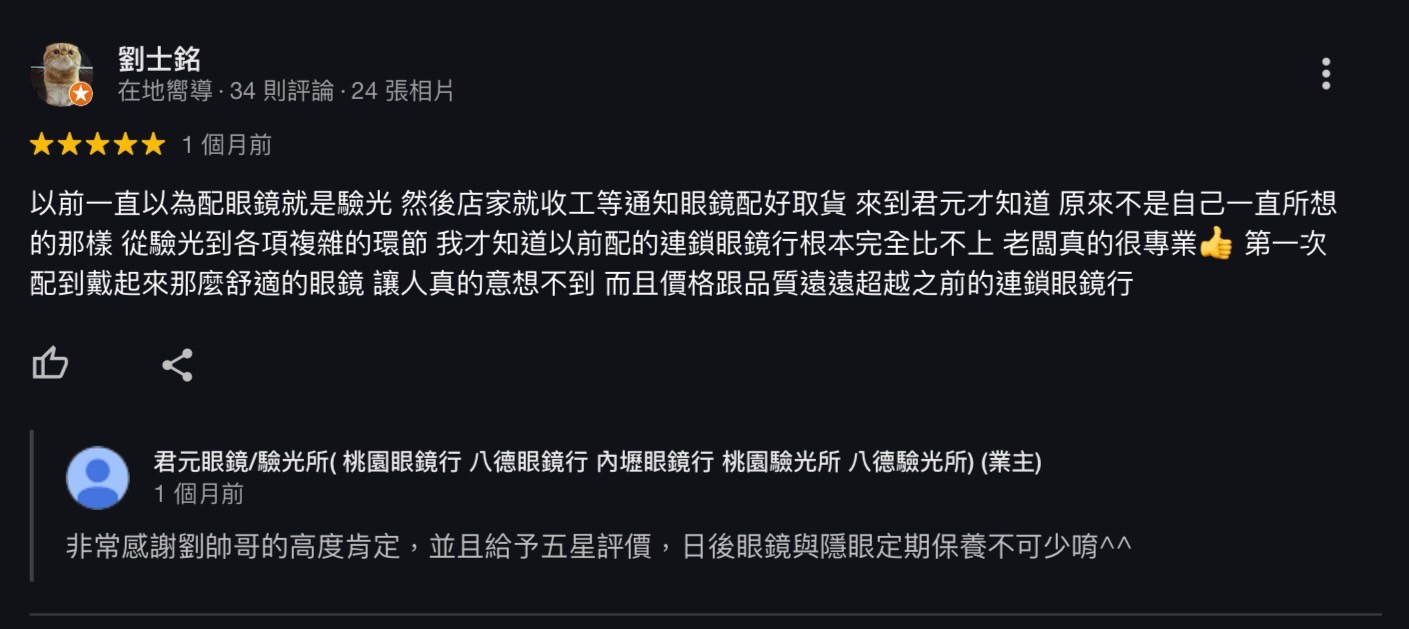 劉士銘
在地嚮導 · 34 則評論 · 24 張相片
1 個月前
以前一直以為配眼鏡就是驗光 然後店家就收工等通知眼鏡配好取貨 來到君元才知道 原來不是自己一直所想
的那樣 從驗光到各項複雜的環節 我才知道以前配的連鎖眼鏡行根本完全比不上 老闆真的很專業👍 第一次
配到戴起來那麼舒適的眼鏡 讓人真的意想不到 而且價格跟品質遠遠超越之前的連鎖眼鏡行
君元眼鏡/驗光所( 桃園眼鏡行 八德眼鏡行 內壢眼鏡行 桃園驗光所 八德驗光所) (業主)
1 個月前
非常感謝劉帥哥的高度肯定，並且給予五星評價，日後眼鏡與隱眼定期保養不可少唷^^